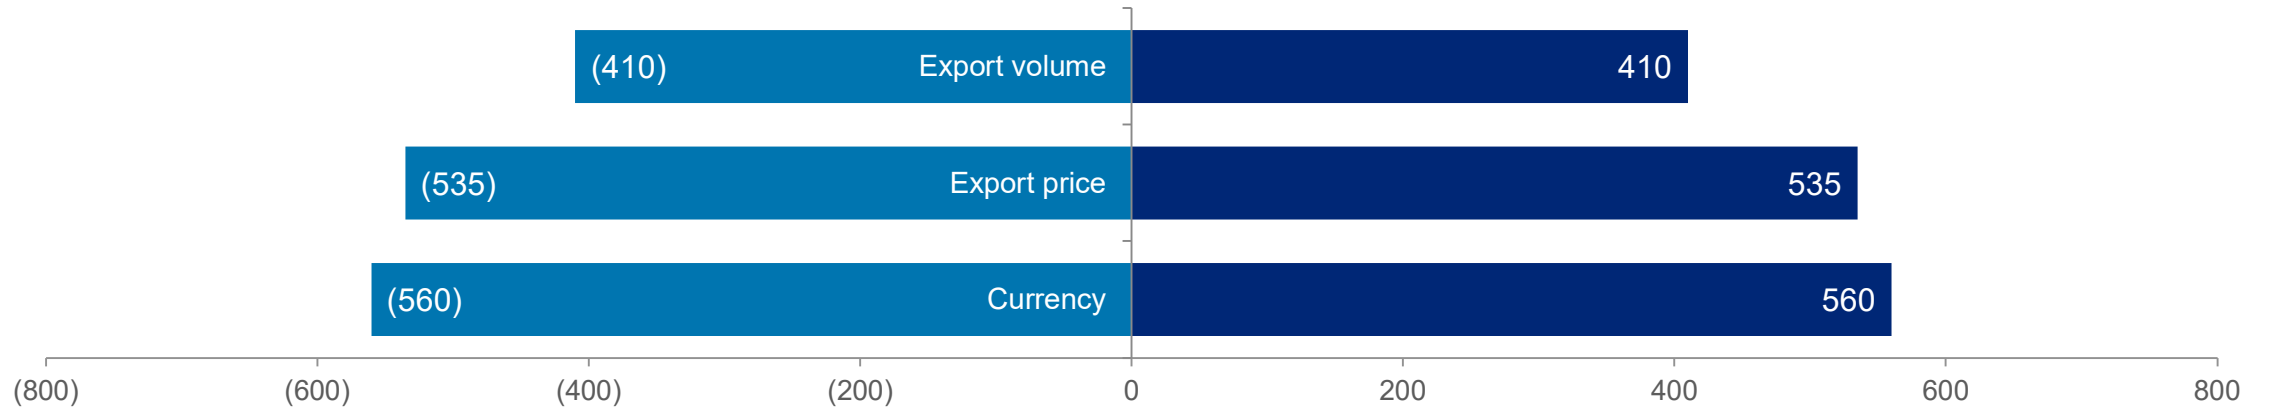 (410) Export volume 410
(535) Export price 535
(560) Currency 560
(800) (600) (400) (200) 0 200 400 600 800